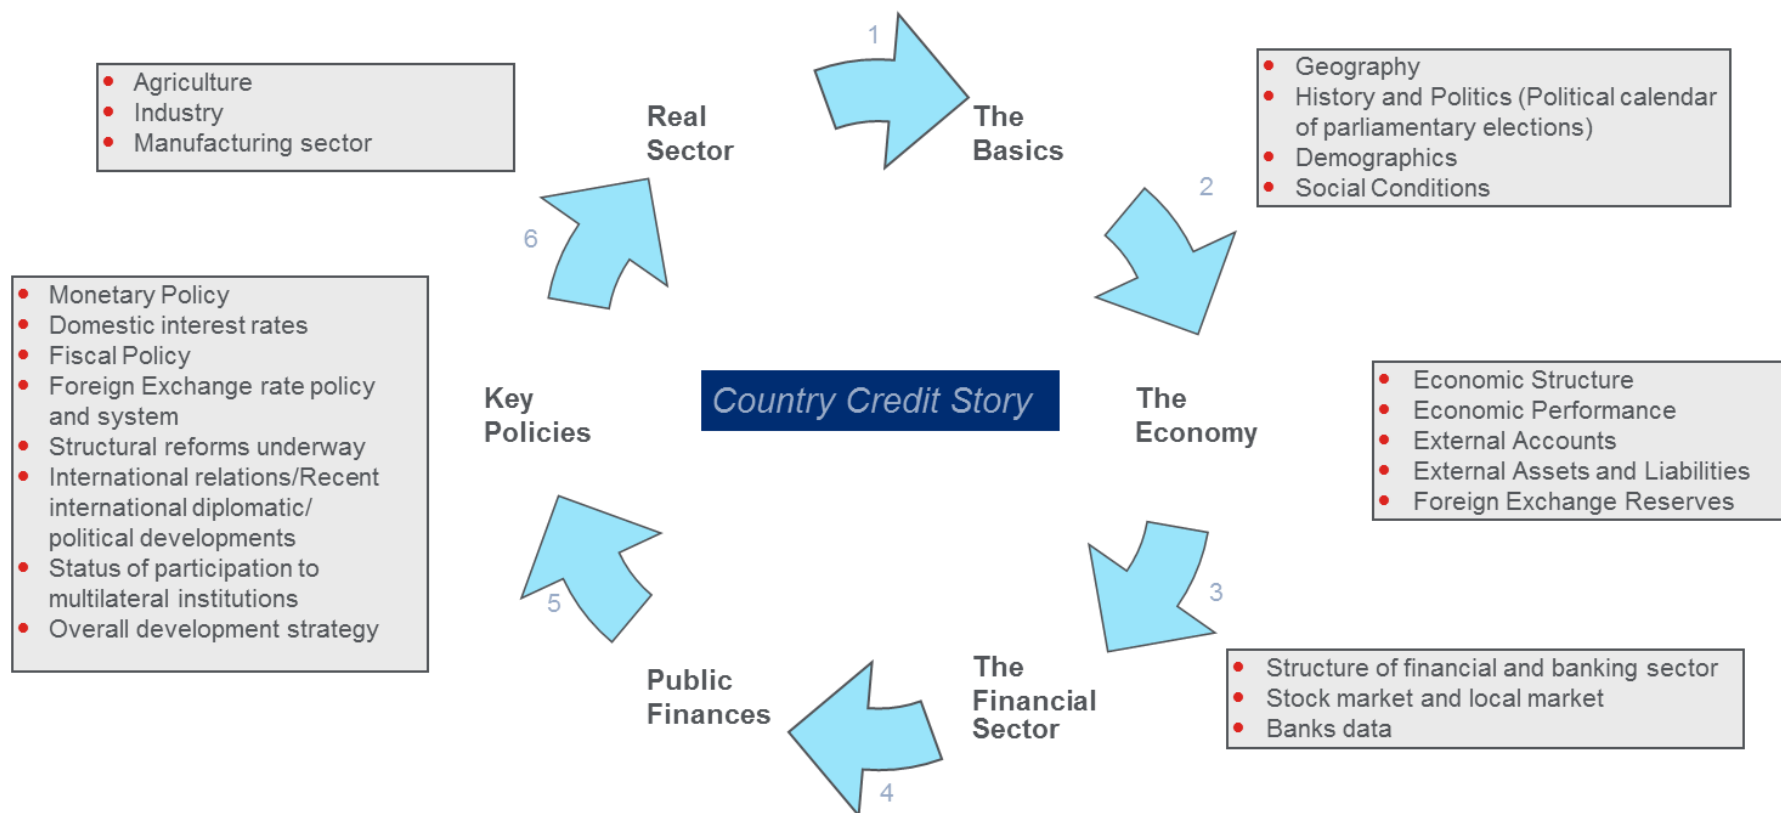 1
Real
Sector
The
Basics
• Agriculture
• Industry
• Manufacturing sector
• Geography
• History and Politics (Political calendar
of parliamentary elections)
• Demographics
• Social Conditions
2
6
• Monetary Policy
• Domestic interest rates
• Fiscal Policy
• Foreign Exchange rate policy
and system
• Structural reforms underway
• International relations/Recent
international diplomatic/
political developments
• Status of participation to
multilateral institutions
• Overall development strategy
Key
Policies
Country Credit Story
The
Economy
• Economic Structure
• Economic Performance
• External Accounts
• External Assets and Liabilities
• Foreign Exchange Reserves
5
3
Public
Finances
The
Financial
Sector
• Structure of financial and banking sector
• Stock market and local market
• Banks data
4